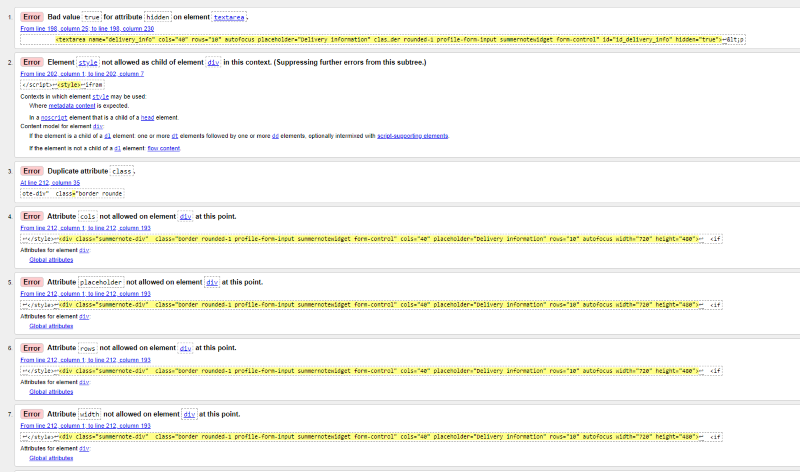 1. Error Bad value true for attribute hidden on element textarea.
From line 198, column 25; to line 198, column 230
<textarea name="delivery_info" cols="40" rows="10" autofocus placeholder="Delivery information" clas…der rounded-1 profile-form-input summernotewidget form-control" id="id_delivery_info" hidden="true">↩&lt;p
2. Error Element style not allowed as child of element div in this context. (Suppressing further errors from this subtree.)
From line 202, column 1; to line 202, column 7
</script>↩<style>↩ifram
Contexts in which element style may be used:
Where metadata content is expected.
In a noscript element that is a child of a head element.
Content model for element div:
If the element is a child of a dl element: one or more dt elements followed by one or more dd elements, optionally intermixed with script-supporting elements.
If the element is not a child of a dl element: flow content.
3. Error Duplicate attribute class.
At line 212, column 35
ote-div" class="border rounde
4. Error Attribute cols not allowed on element div at this point.
From line 212, column 1; to line 212, column 193
↩</style>↩<div class="summernote-div" class="border rounded-1 profile-form-input summernotewidget form-control" cols="40" placeholder="Delivery information" rows="10" autofocus width="720" height="480">↩ <if
Attributes for element div:
Global attributes
5. Error Attribute placeholder not allowed on element div at this point.
From line 212, column 1; to line 212, column 193
↩</style>↩<div class="summernote-div" class="border rounded-1 profile-form-input summernotewidget form-control" cols="40" placeholder="Delivery information" rows="10" autofocus width="720" height="480">↩ <if
Attributes for element div:
Global attributes
6. Error Attribute rows not allowed on element div at this point.
From line 212, column 1; to line 212, column 193
↩</style>↩<div class="summernote-div" class="border rounded-1 profile-form-input summernotewidget form-control" cols="40" placeholder="Delivery information" rows="10" autofocus width="720" height="480">↩ <if
Attributes for element div:
Global attributes
7. Error Attribute width not allowed on element div at this point.
From line 212, column 1; to line 212, column 193
↩</style>↩<div class="summernote-div" class="border rounded-1 profile-form-input summernotewidget form-control" cols="40" placeholder="Delivery information" rows="10" autofocus width="720" height="480">↩ <if
Attributes for element div:
Global attributes